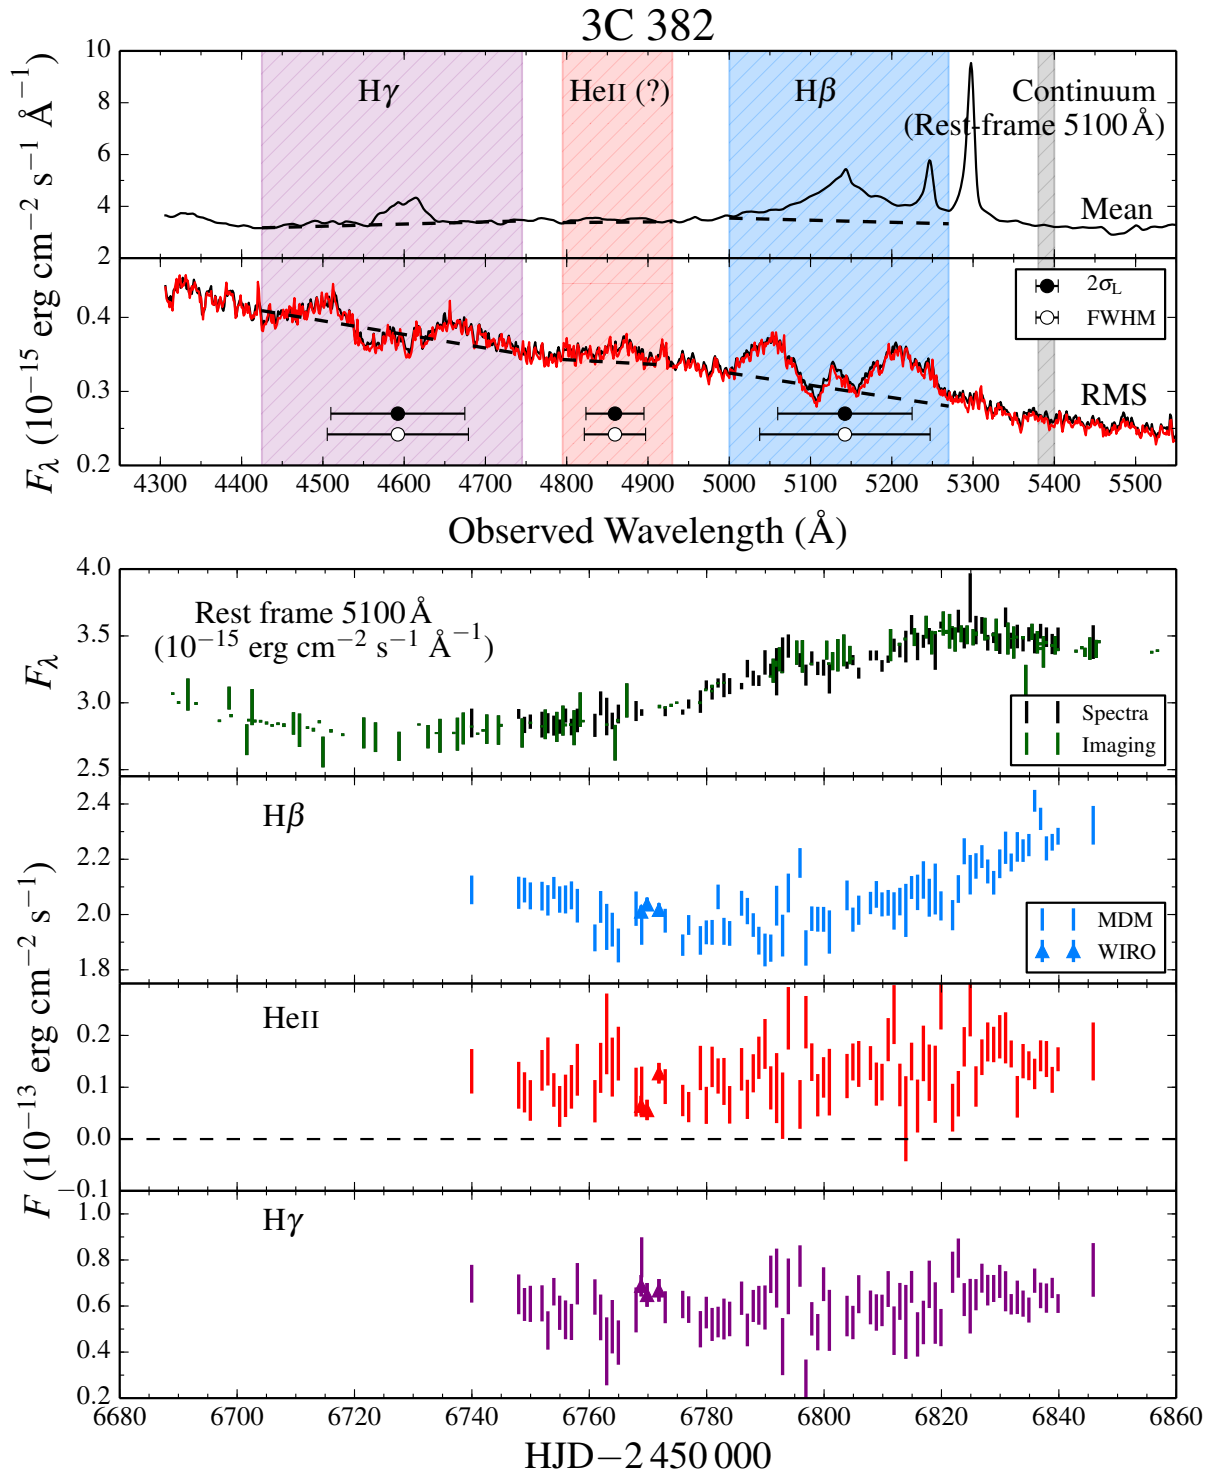 3C 382
F_λ (10⁻¹⁵ erg cm⁻² s⁻¹ Å⁻¹)
10
8
6
4
2
Hγ
HeII (?)
Hβ
Continuum
(Rest-frame 5100 Å)
Mean
0.4
0.3
0.2
2σ_L
FWHM
RMS
4300 4400 4500 4600 4700 4800 4900 5000 5100 5200 5300 5400 5500
Observed Wavelength (Å)
F_λ
4.0
3.5
3.0
2.5
Rest frame 5100 Å
(10⁻¹⁵ erg cm⁻² s⁻¹ Å⁻¹)
Spectra
Imaging
F (10⁻¹³ erg cm⁻² s⁻¹)
2.4
2.2
2.0
1.8
Hβ
MDM
WIRO
0.2
0.1
0.0
−0.1
HeII
1.0
0.8
0.6
0.4
0.2
Hγ
6680 6700 6720 6740 6760 6780 6800 6820 6840 6860
HJD−2 450 000